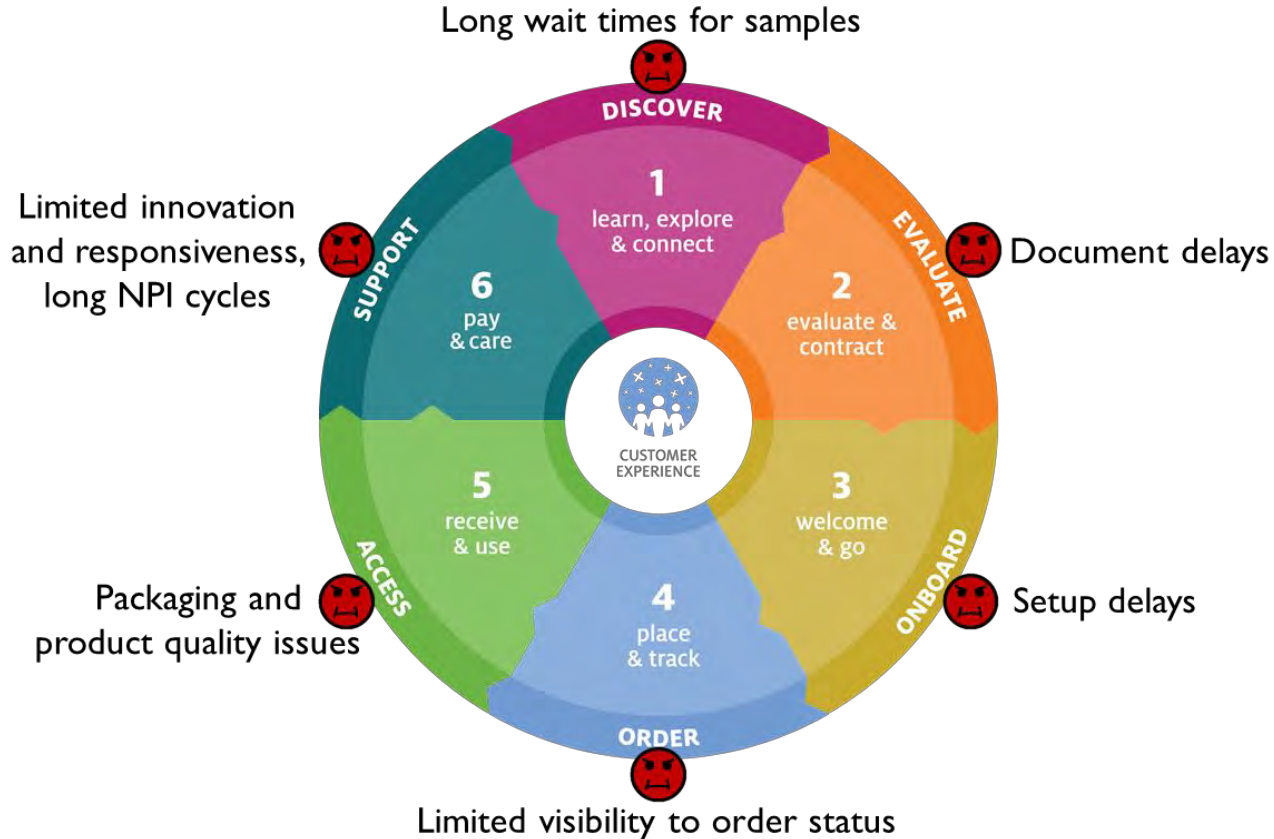 Long wait times for samples
DISCOVER
1
learn, explore
& connect
EVALUATE
Document delays
2
evaluate &
contract
ONBOARD
Setup delays
3
welcome
& go
4
place
& track
ORDER
Limited visibility to order status
5
receive
& use
ACCESS
Packaging and
product quality issues
6
pay
& care
SUPPORT
Limited innovation
and responsiveness,
long NPI cycles
CUSTOMER
EXPERIENCE